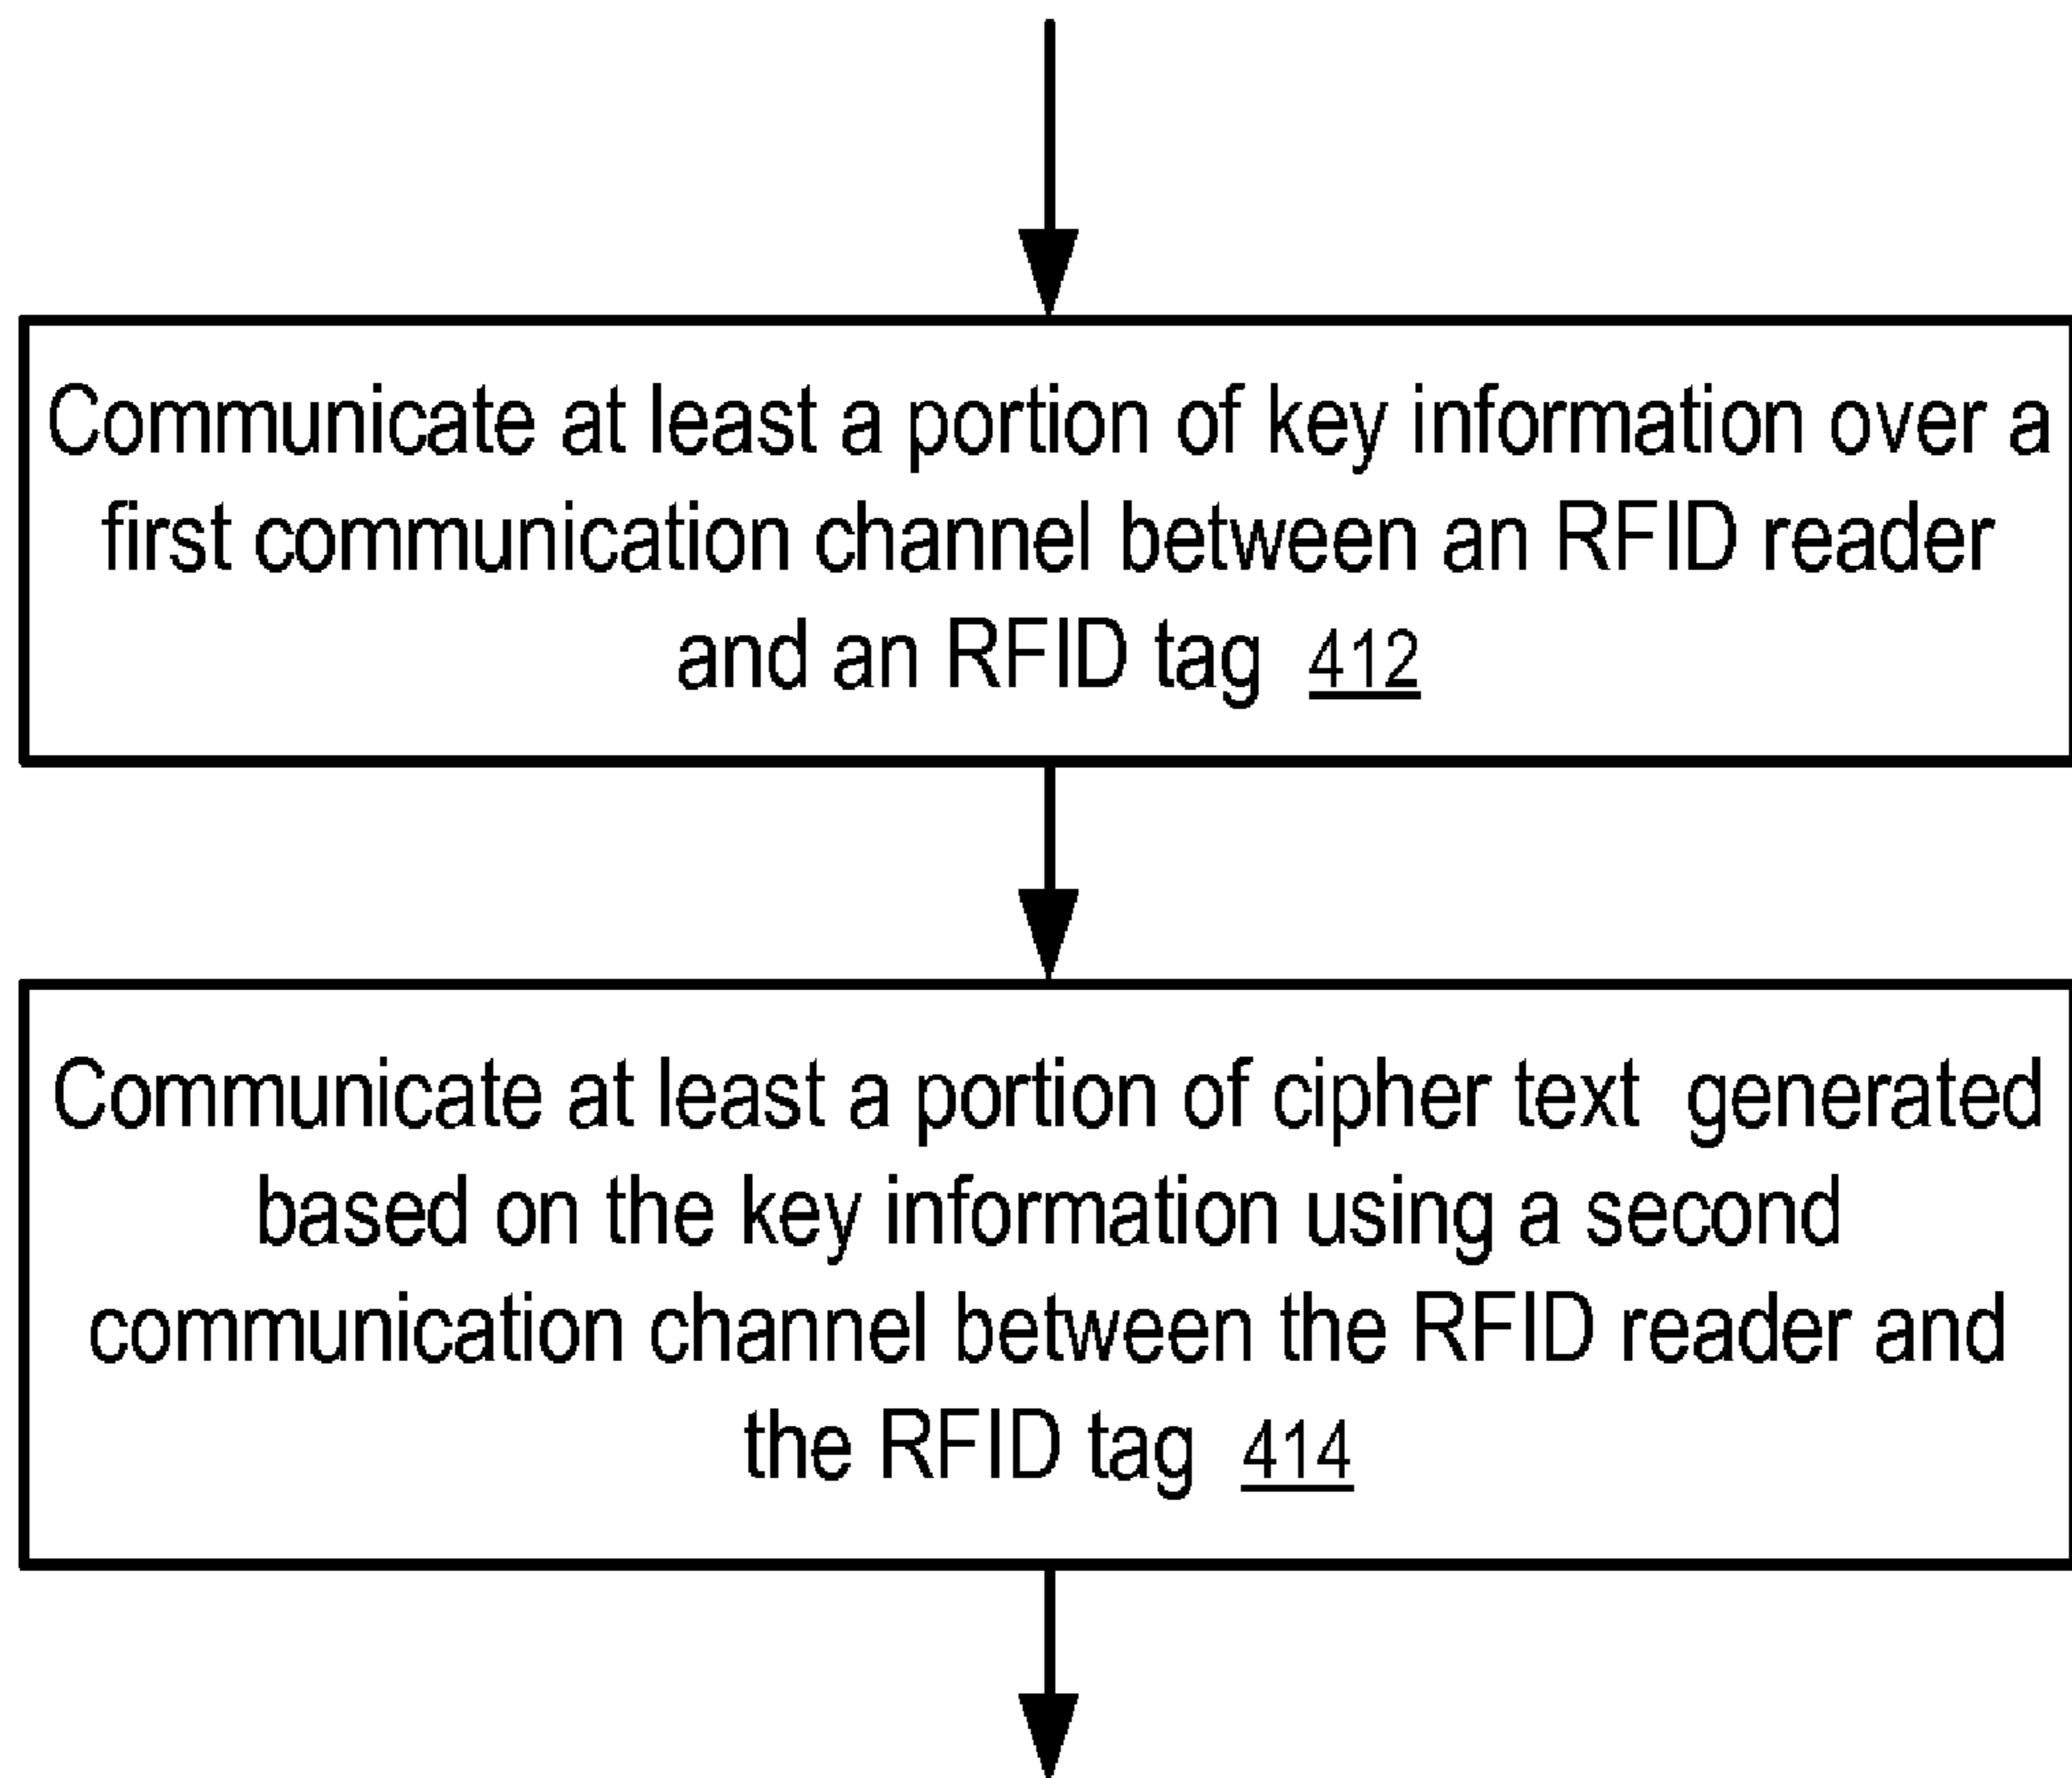 Communicate at least a portion of key information over a
first communication channel between an RFID reader
and an RFID tag 412
Communicate at least a portion of cipher text generated
based on the key information using a second
communication channel between the RFID reader and
the RFID tag 414